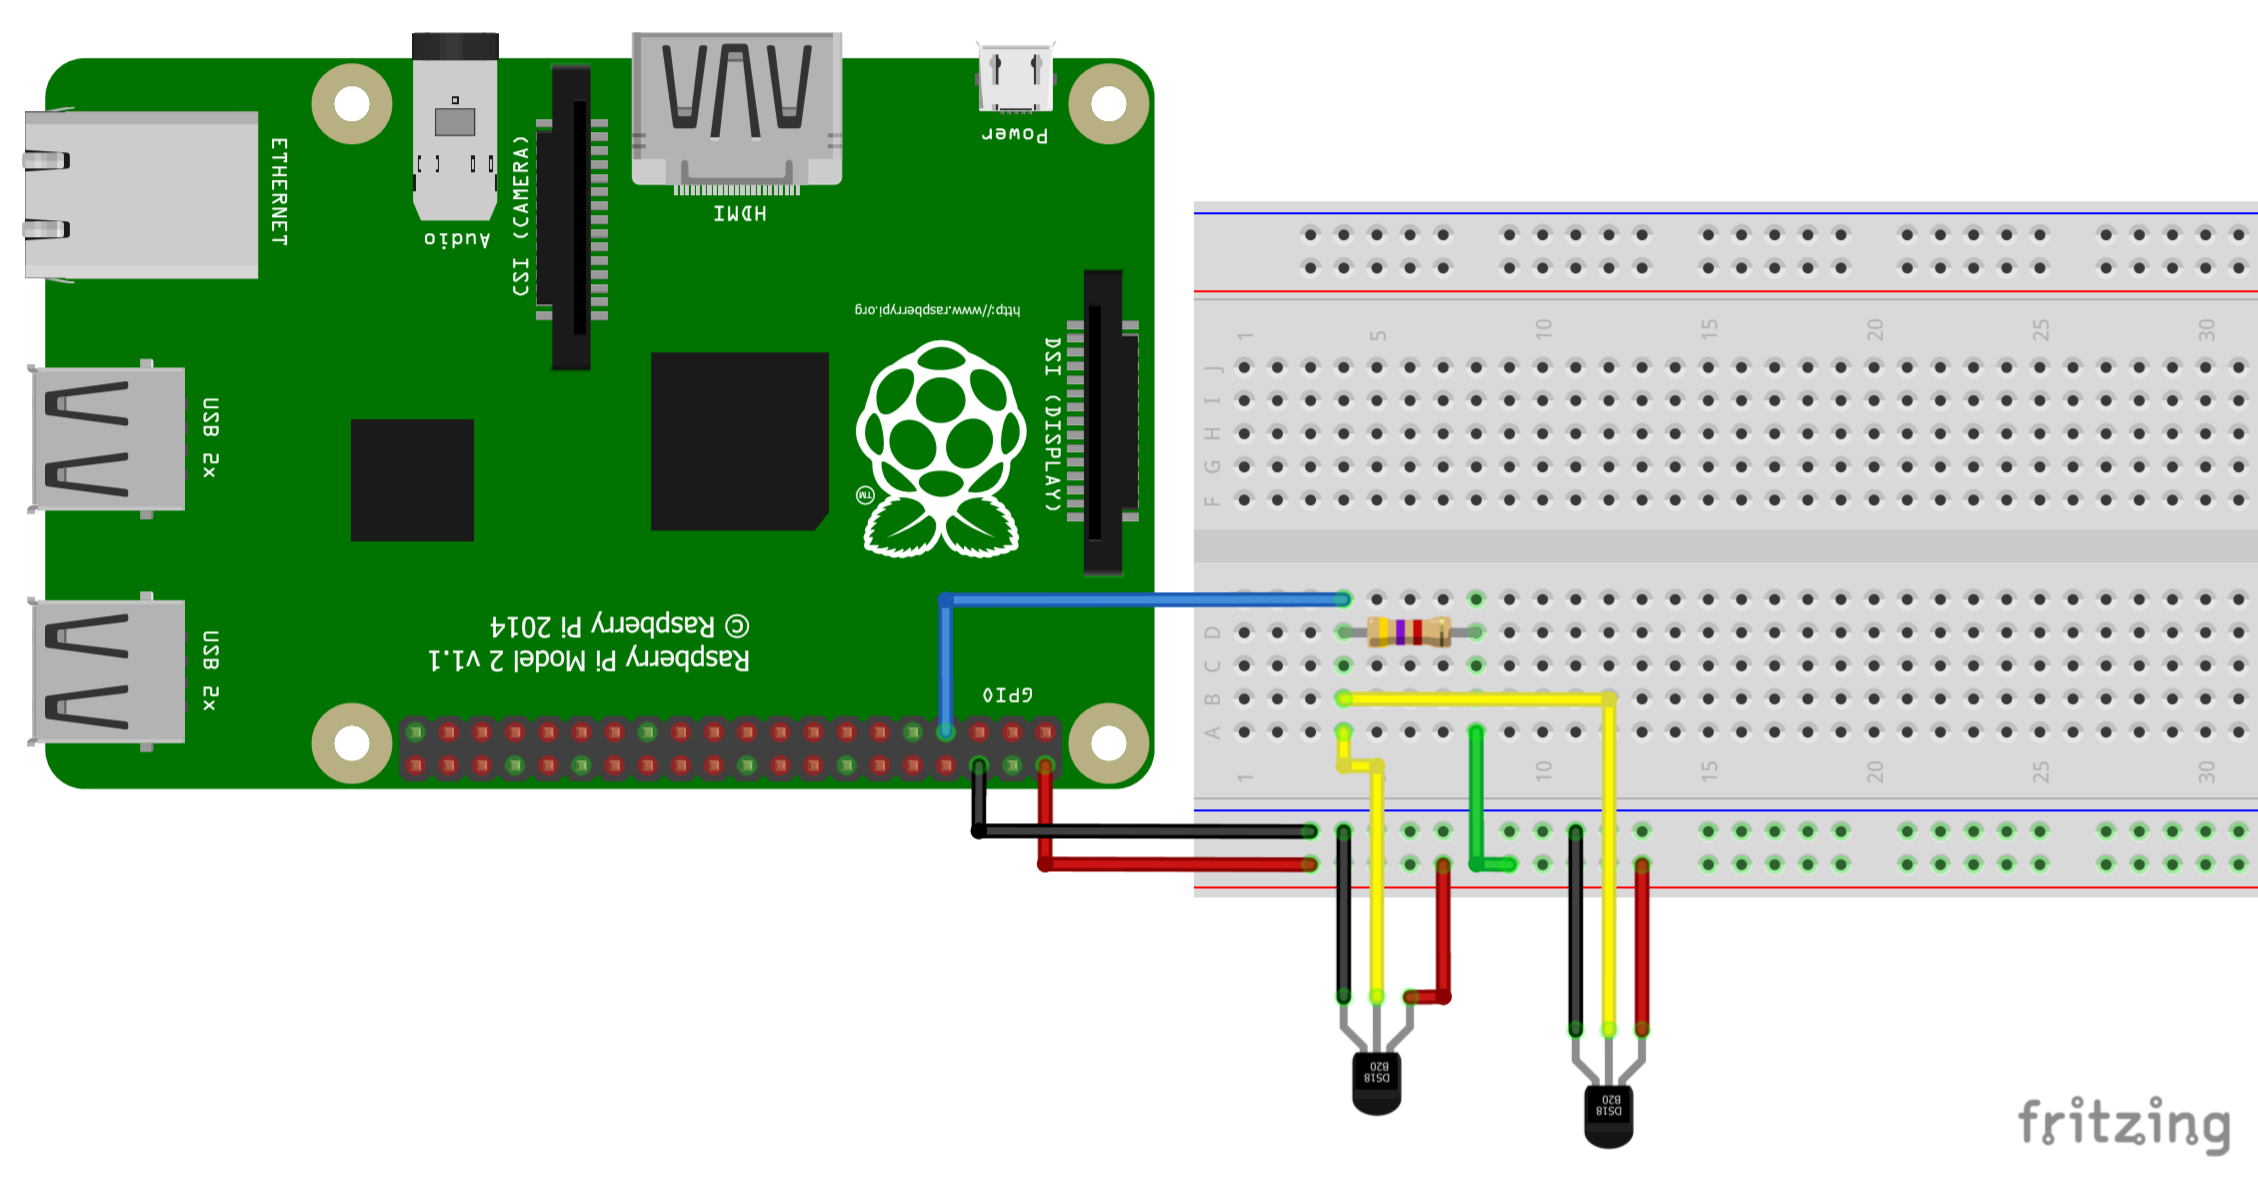 Power
ETHERNET
Audio
CSI (CAMERA)
HDMI
http://www.raspberrypi.org
DSI (DISPLAY)
USB 2x
TM
USB 2x
Raspberry Pi Model 2 v1.1
© Raspberry Pi 2014
GPIO
1 5 10 15 20 25 30
J
I
H
G
F
D
C
B
A
1 10 15 20 25 30
DS18
B20
DS18
B20
fritzing